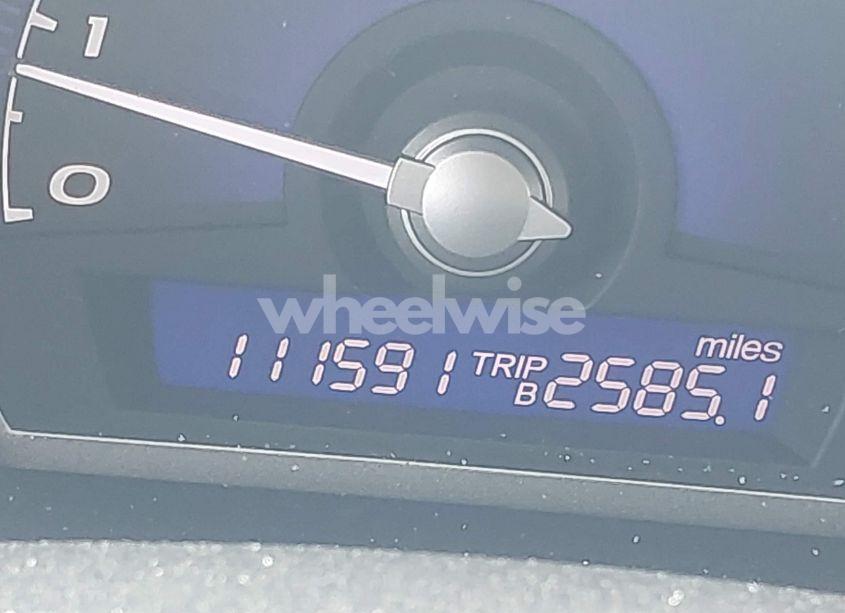 1
0
wheelwise
miles
111591 TRIP B 2585.1